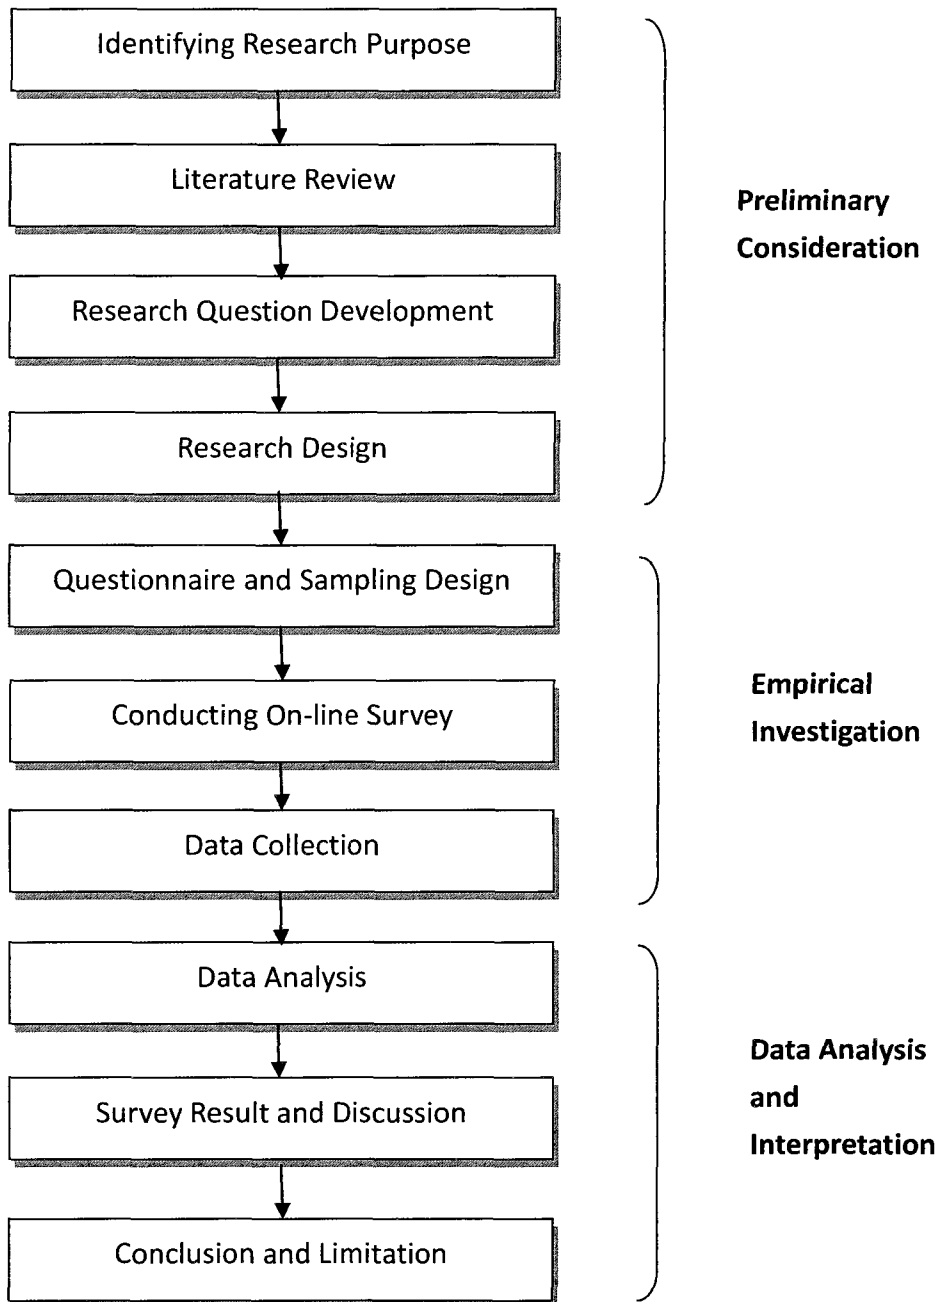 Identifying Research Purpose
Literature Review
Research Question Development
Research Design
Preliminary
Consideration
Questionnaire and Sampling Design
Conducting On-line Survey
Data Collection
Empirical
Investigation
Data Analysis
Survey Result and Discussion
Conclusion and Limitation
Data Analysis
and
Interpretation